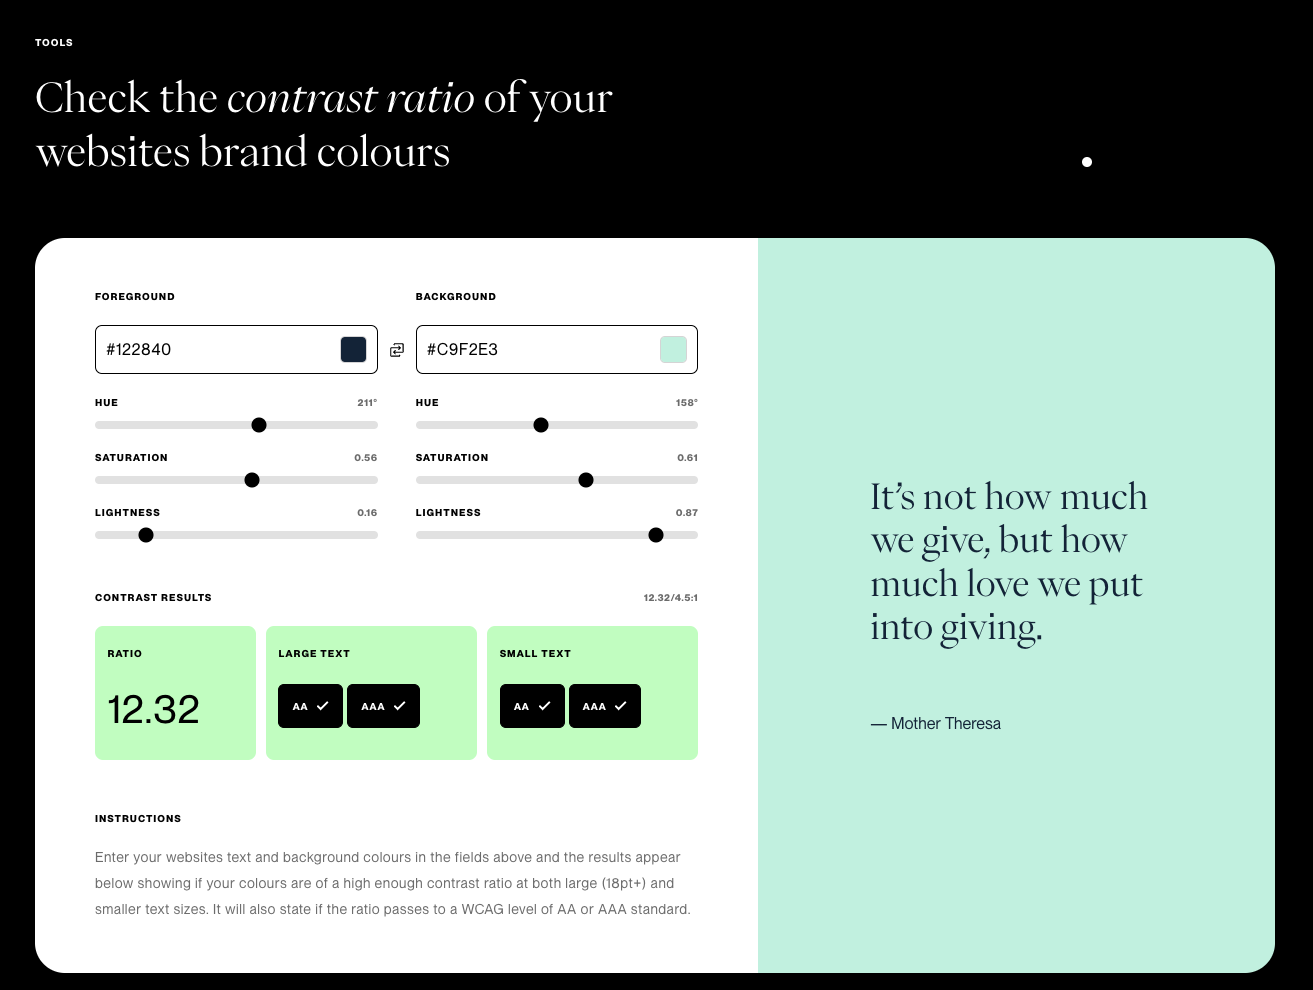 TOOLS
Check the contrast ratio of your
websites brand colours
FOREGROUND
#122840
HUE 211°
SATURATION 0.56
LIGHTNESS 0.16
BACKGROUND
#C9F2E3
HUE 158°
SATURATION 0.61
LIGHTNESS 0.87
CONTRAST RESULTS 12.32/4.5:1
RATIO
12.32
LARGE TEXT
AA AAA
SMALL TEXT
AA AAA
INSTRUCTIONS
Enter your websites text and background colours in the fields above and the results appear
below showing if your colours are of a high enough contrast ratio at both large (18pt+) and
smaller text sizes. It will also state if the ratio passes to a WCAG level of AA or AAA standard.
It’s not how much
we give, but how
much love we put
into giving.
— Mother Theresa